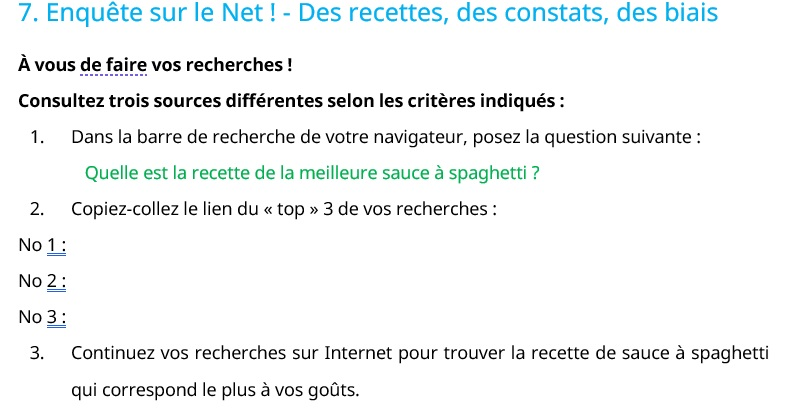 7. Enquête sur le Net ! - Des recettes, des constats, des biais
À vous de faire vos recherches !
Consultez trois sources différentes selon les critères indiqués :
1. Dans la barre de recherche de votre navigateur, posez la question suivante :
Quelle est la recette de la meilleure sauce à spaghetti ?
2. Copiez-collez le lien du « top » 3 de vos recherches :
No 1 :
No 2 :
No 3 :
3. Continuez vos recherches sur Internet pour trouver la recette de sauce à spaghetti
qui correspond le plus à vos goûts.